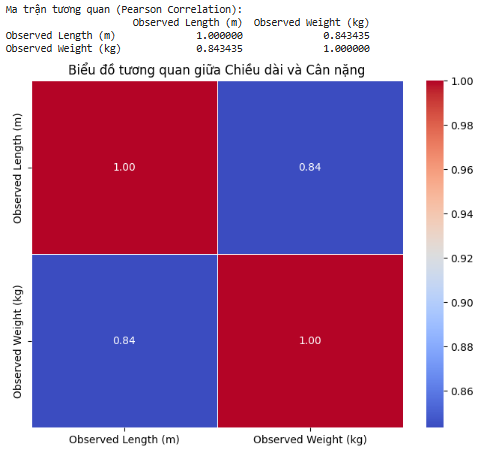 Ma trận tương quan (Pearson Correlation):
Observed Length (m) Observed Weight (kg)
Observed Length (m) 1.000000 0.843435
Observed Weight (kg) 0.843435 1.000000
Biểu đồ tương quan giữa Chiều dài và Cân nặng
Observed Length (m)
1.00
0.84
Observed Weight (kg)
0.84
1.00
Observed Length (m)
Observed Weight (kg)
1.00
0.98
0.96
0.94
0.92
0.90
0.88
0.86